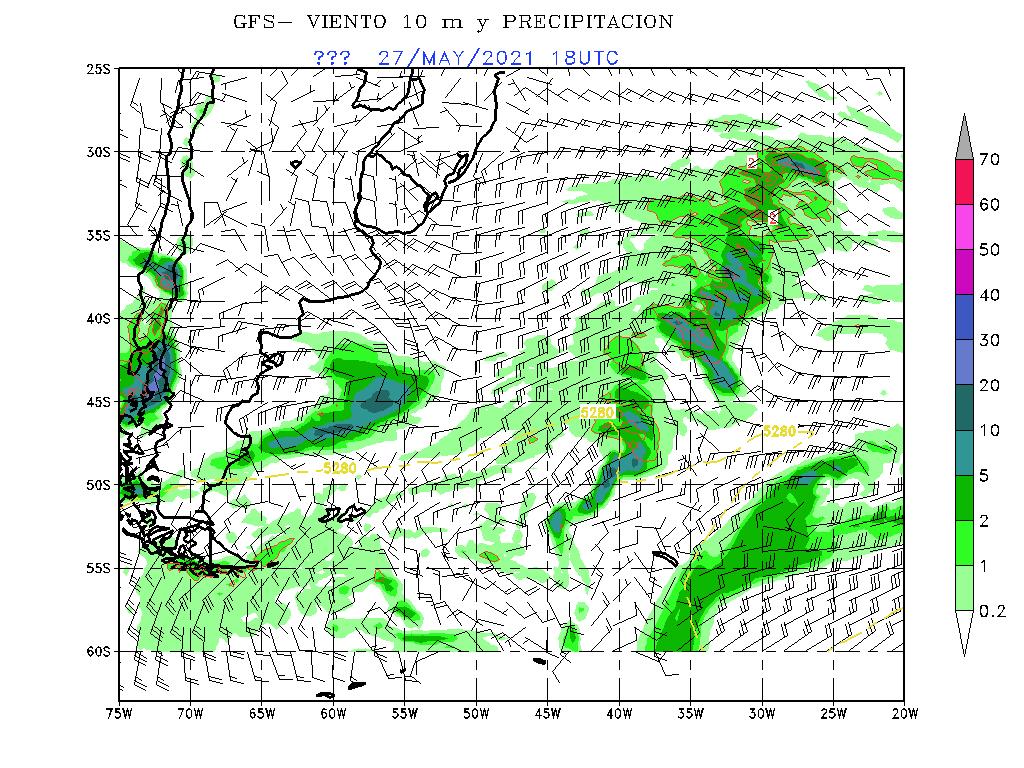 GFS— VIENTO 10 m y PRECIPITACION
??? 27/MAY/2021 18UTC
25S
30S
35S
40S
45S
50S
55S
60S
75W 70W 65W 60W 55W 50W 45W 40W 35W 30W 25W 20W
2
2
5280
5280
5280
70
60
50
40
30
20
10
5
2
1
0.2